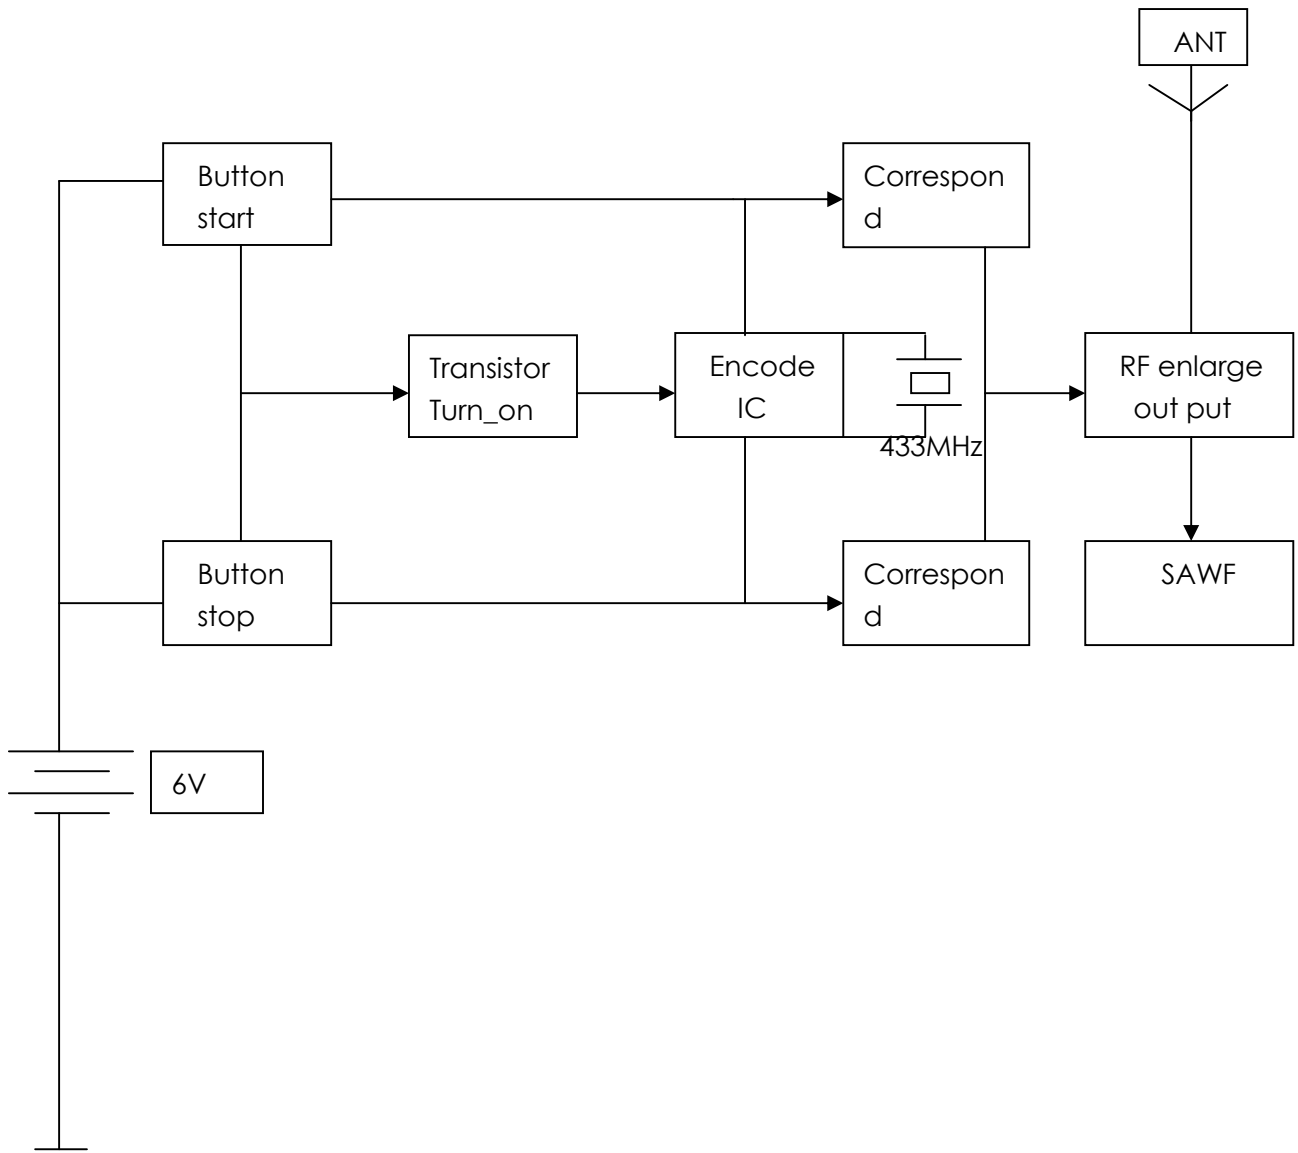 ANT
Button
start
Correspon
d
Transistor
Turn_on
Encode
IC
433MHz
RF enlarge
out put
Button
stop
Correspon
d
SAWF
6V